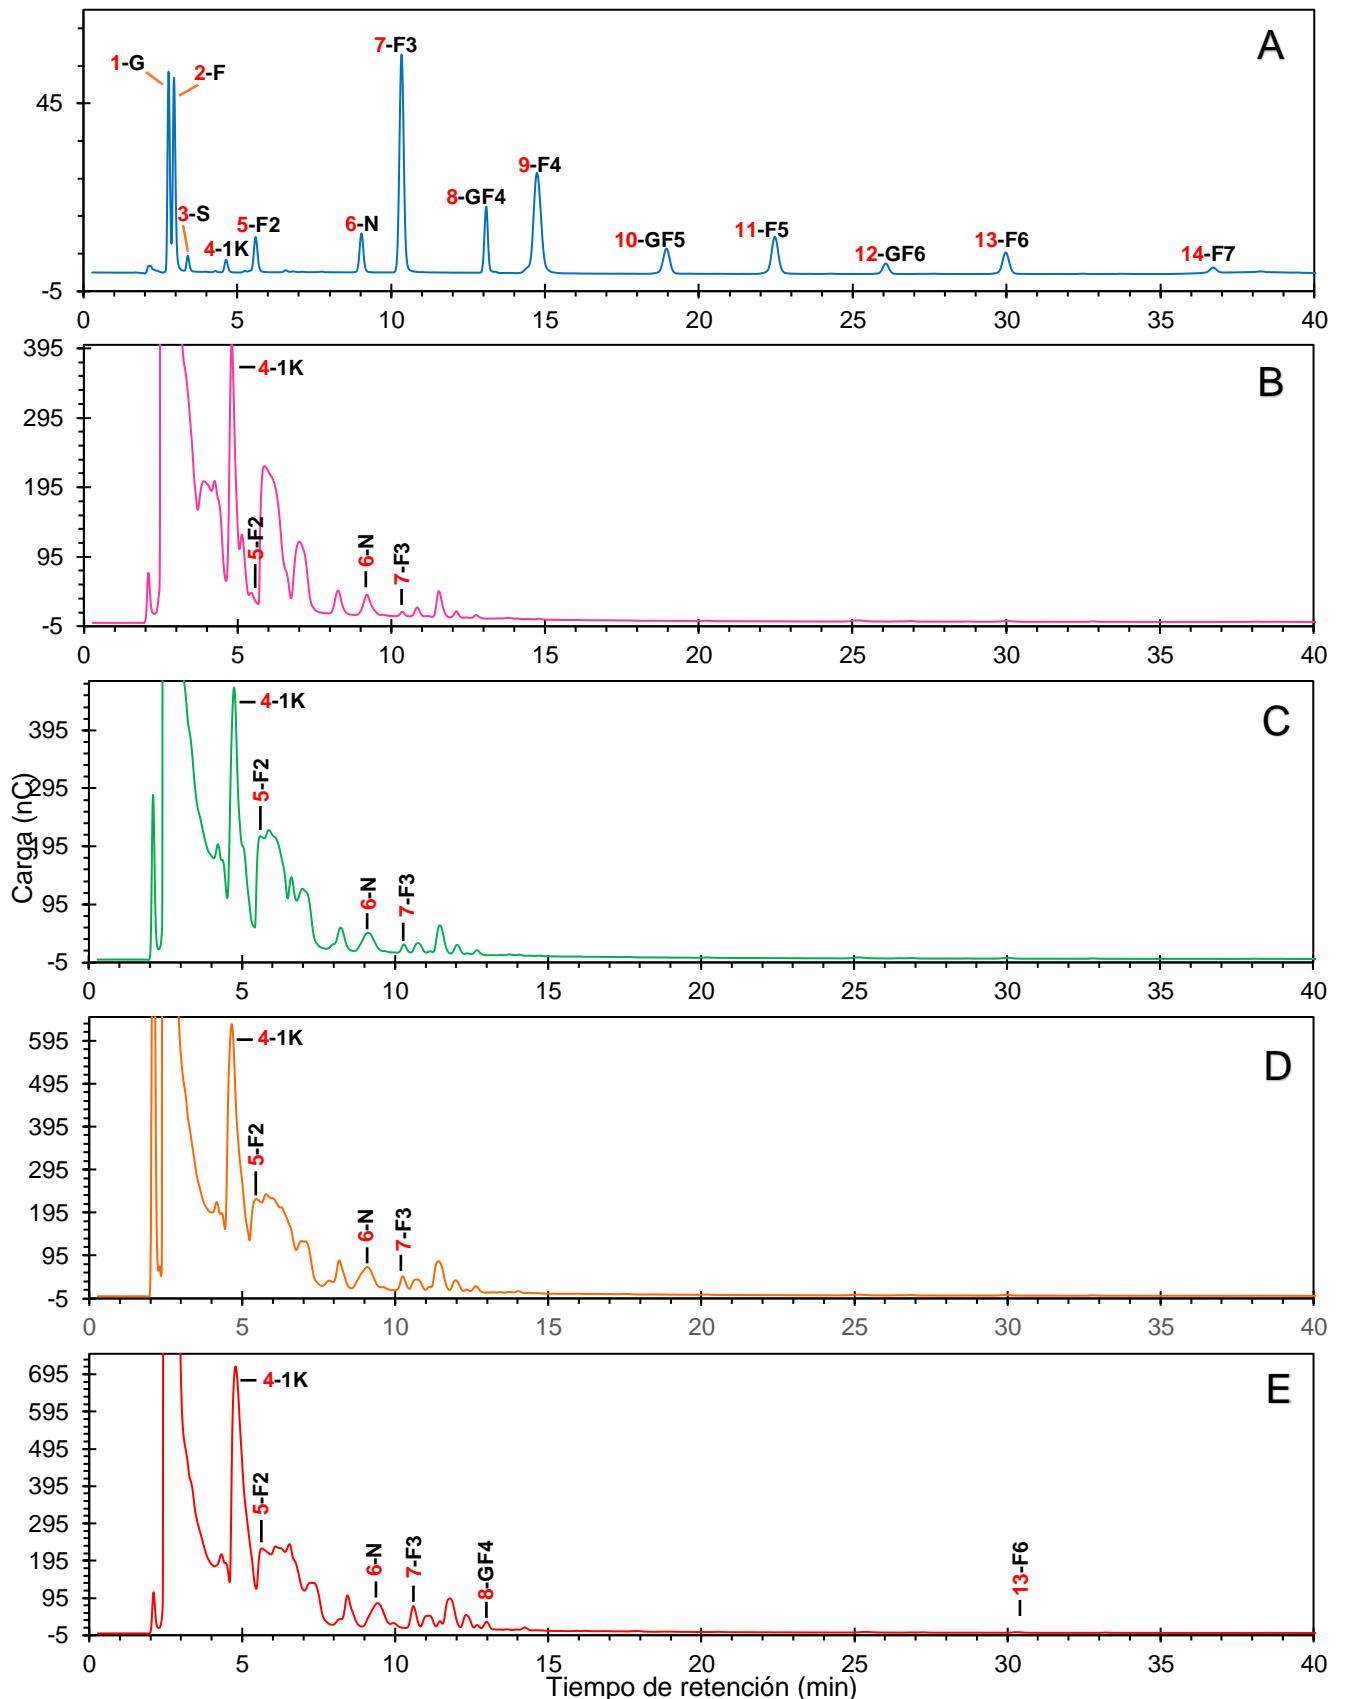 A
7-F3
1-G
2-F
45
9-F4
8-GF4
3-S
5-F2
6-N
4-1K
10-GF5
11-F5
12-GF6
13-F6
14-F7
-5
0 5 10 15 20 25 30 35 40
395
4-1K
B
295
195
5-F2
6-N
7-F3
95
-5
0 5 10 15 20 25 30 35 40
4-1K
C
395
295
5-F2
195
6-N
7-F3
95
-5
0 5 10 15 20 25 30 35 40
Carga (nC)
595
4-1K
D
495
395
5-F2
295
195
6-N
7-F3
95
-5
0 5 10 15 20 25 30 35 40
695
4-1K
E
595
495
395
5-F2
295
195
6-N
7-F3
8-GF4
13-F6
95
-5
0 5 10 15 20 25 30 35 40
Tiempo de retención (min)